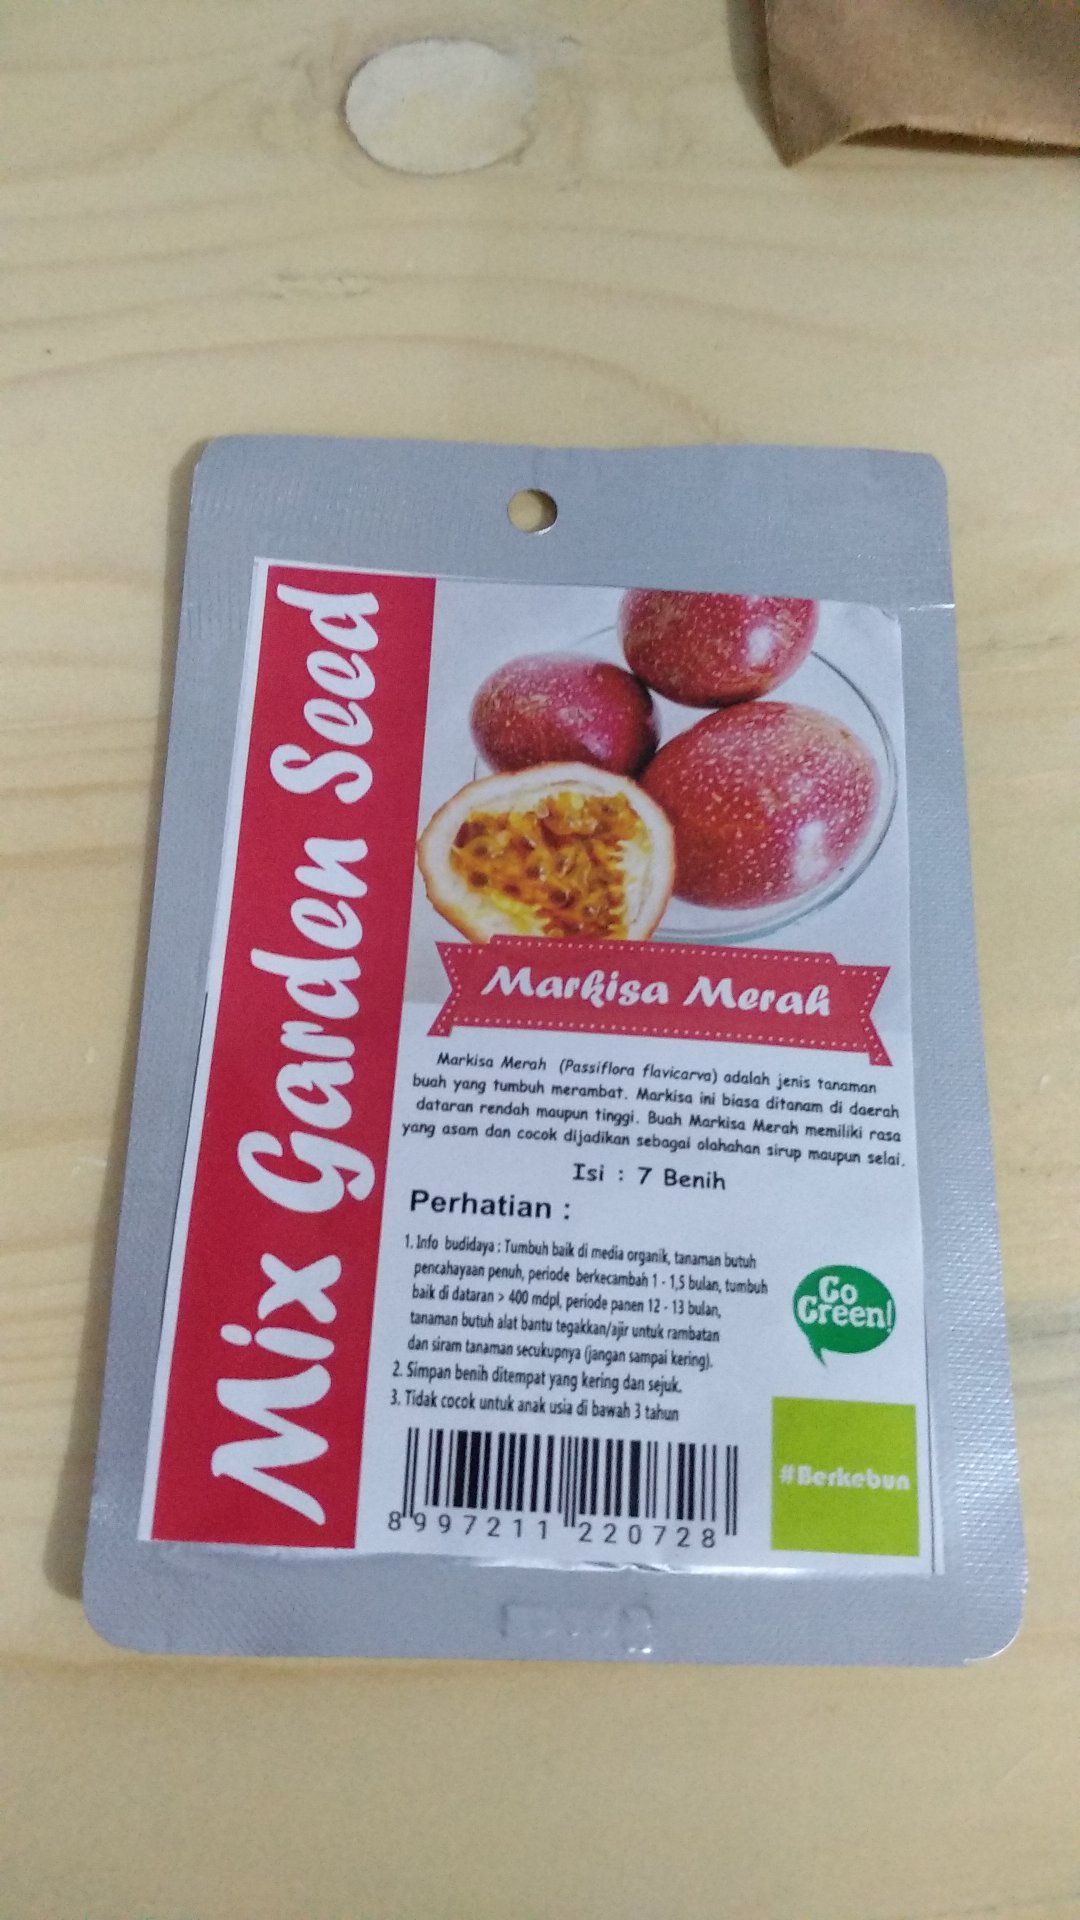 Mix Garden Seed
Markisa Merah
Markisa Merah (Passiflora flavicarva) adalah jenis tanaman
buah yang tumbuh merambat. Markisa ini biasa ditanam di daerah
dataran rendah maupun tinggi. Buah Markisa Merah memiliki rasa
yang asam dan cocok dijadikan sebagai olahahan sirup maupun selai.
Isi : 7 Benih
Perhatian :
1. Info budidaya : Tumbuh baik di media organik, tanaman butuh
pencahayaan penuh, periode berkecambah 1 - 1,5 bulan, tumbuh
baik di dataran > 400 mdpl, periode panen 12 - 13 bulan,
tanaman butuh alat bantu tegakkan/ajir untuk rambatan
dan siram tanaman secukupnya (jangan sampai kering).
2. Simpan benih ditempat yang kering dan sejuk.
3. Tidak cocok untuk anak usia di bawah 3 tahun
Go
Green!
#Berkebun
8 997211 220728